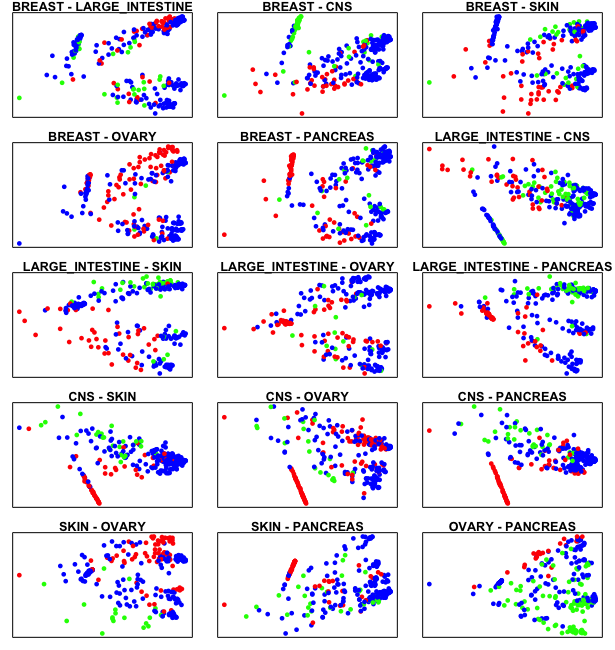 BREAST - LARGE_INTESTINE
BREAST - CNS
BREAST - SKIN
BREAST - OVARY
BREAST - PANCREAS
LARGE_INTESTINE - CNS
LARGE_INTESTINE - SKIN
LARGE_INTESTINE - OVARY
LARGE_INTESTINE - PANCREAS
CNS - SKIN
CNS - OVARY
CNS - PANCREAS
SKIN - OVARY
SKIN - PANCREAS
OVARY - PANCREAS